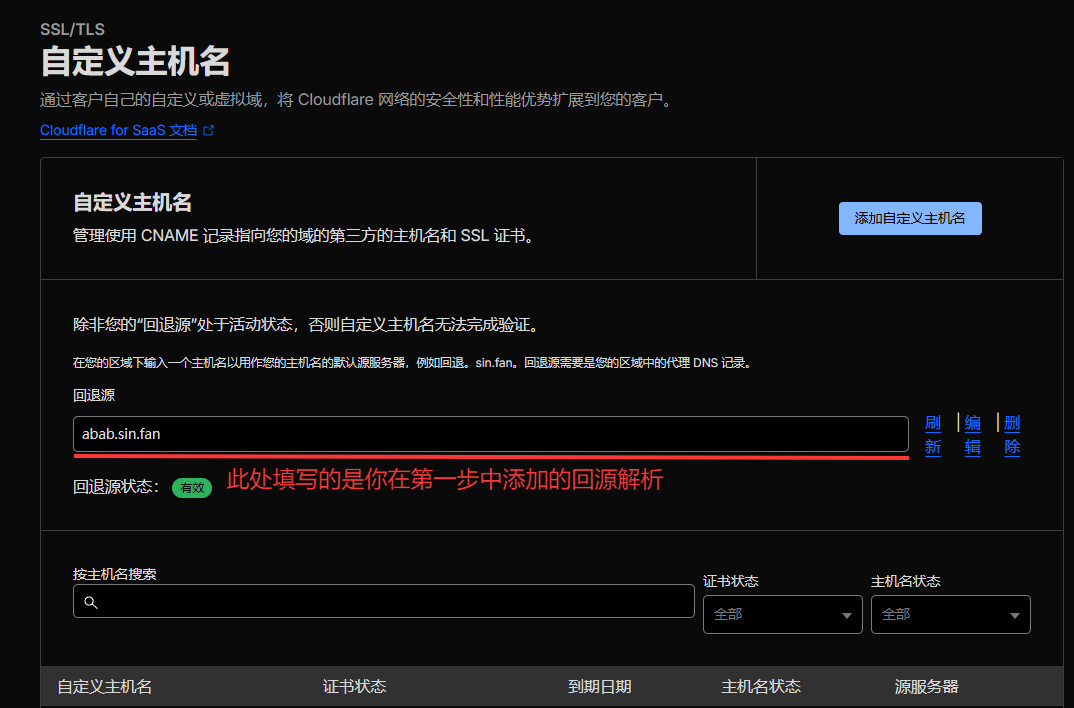 SSL/TLS
自定义主机名
通过客户自己的自定义或虚拟域，将 Cloudflare 网络的安全性和性能优势扩展到您的客户。
Cloudflare for SaaS 文档
自定义主机名
管理使用 CNAME 记录指向您的域的第三方的主机名和 SSL 证书。
添加自定义主机名
除非您的“回退源”处于活动状态，否则自定义主机名无法完成验证。
在您的区域下输入一个主机名以用作您的主机名的默认源服务器，例如回退。sin.fan。回退源需要是您的区域中的代理 DNS 记录。
回退源
abab.sin.fan
刷新 | 编辑 | 删除
回退源状态： 有效
此处填写的是你在第一步中添加的回源解析
按主机名搜索
证书状态 主机名状态
全部 全部
自定义主机名 证书状态 到期日期 主机名状态 源服务器